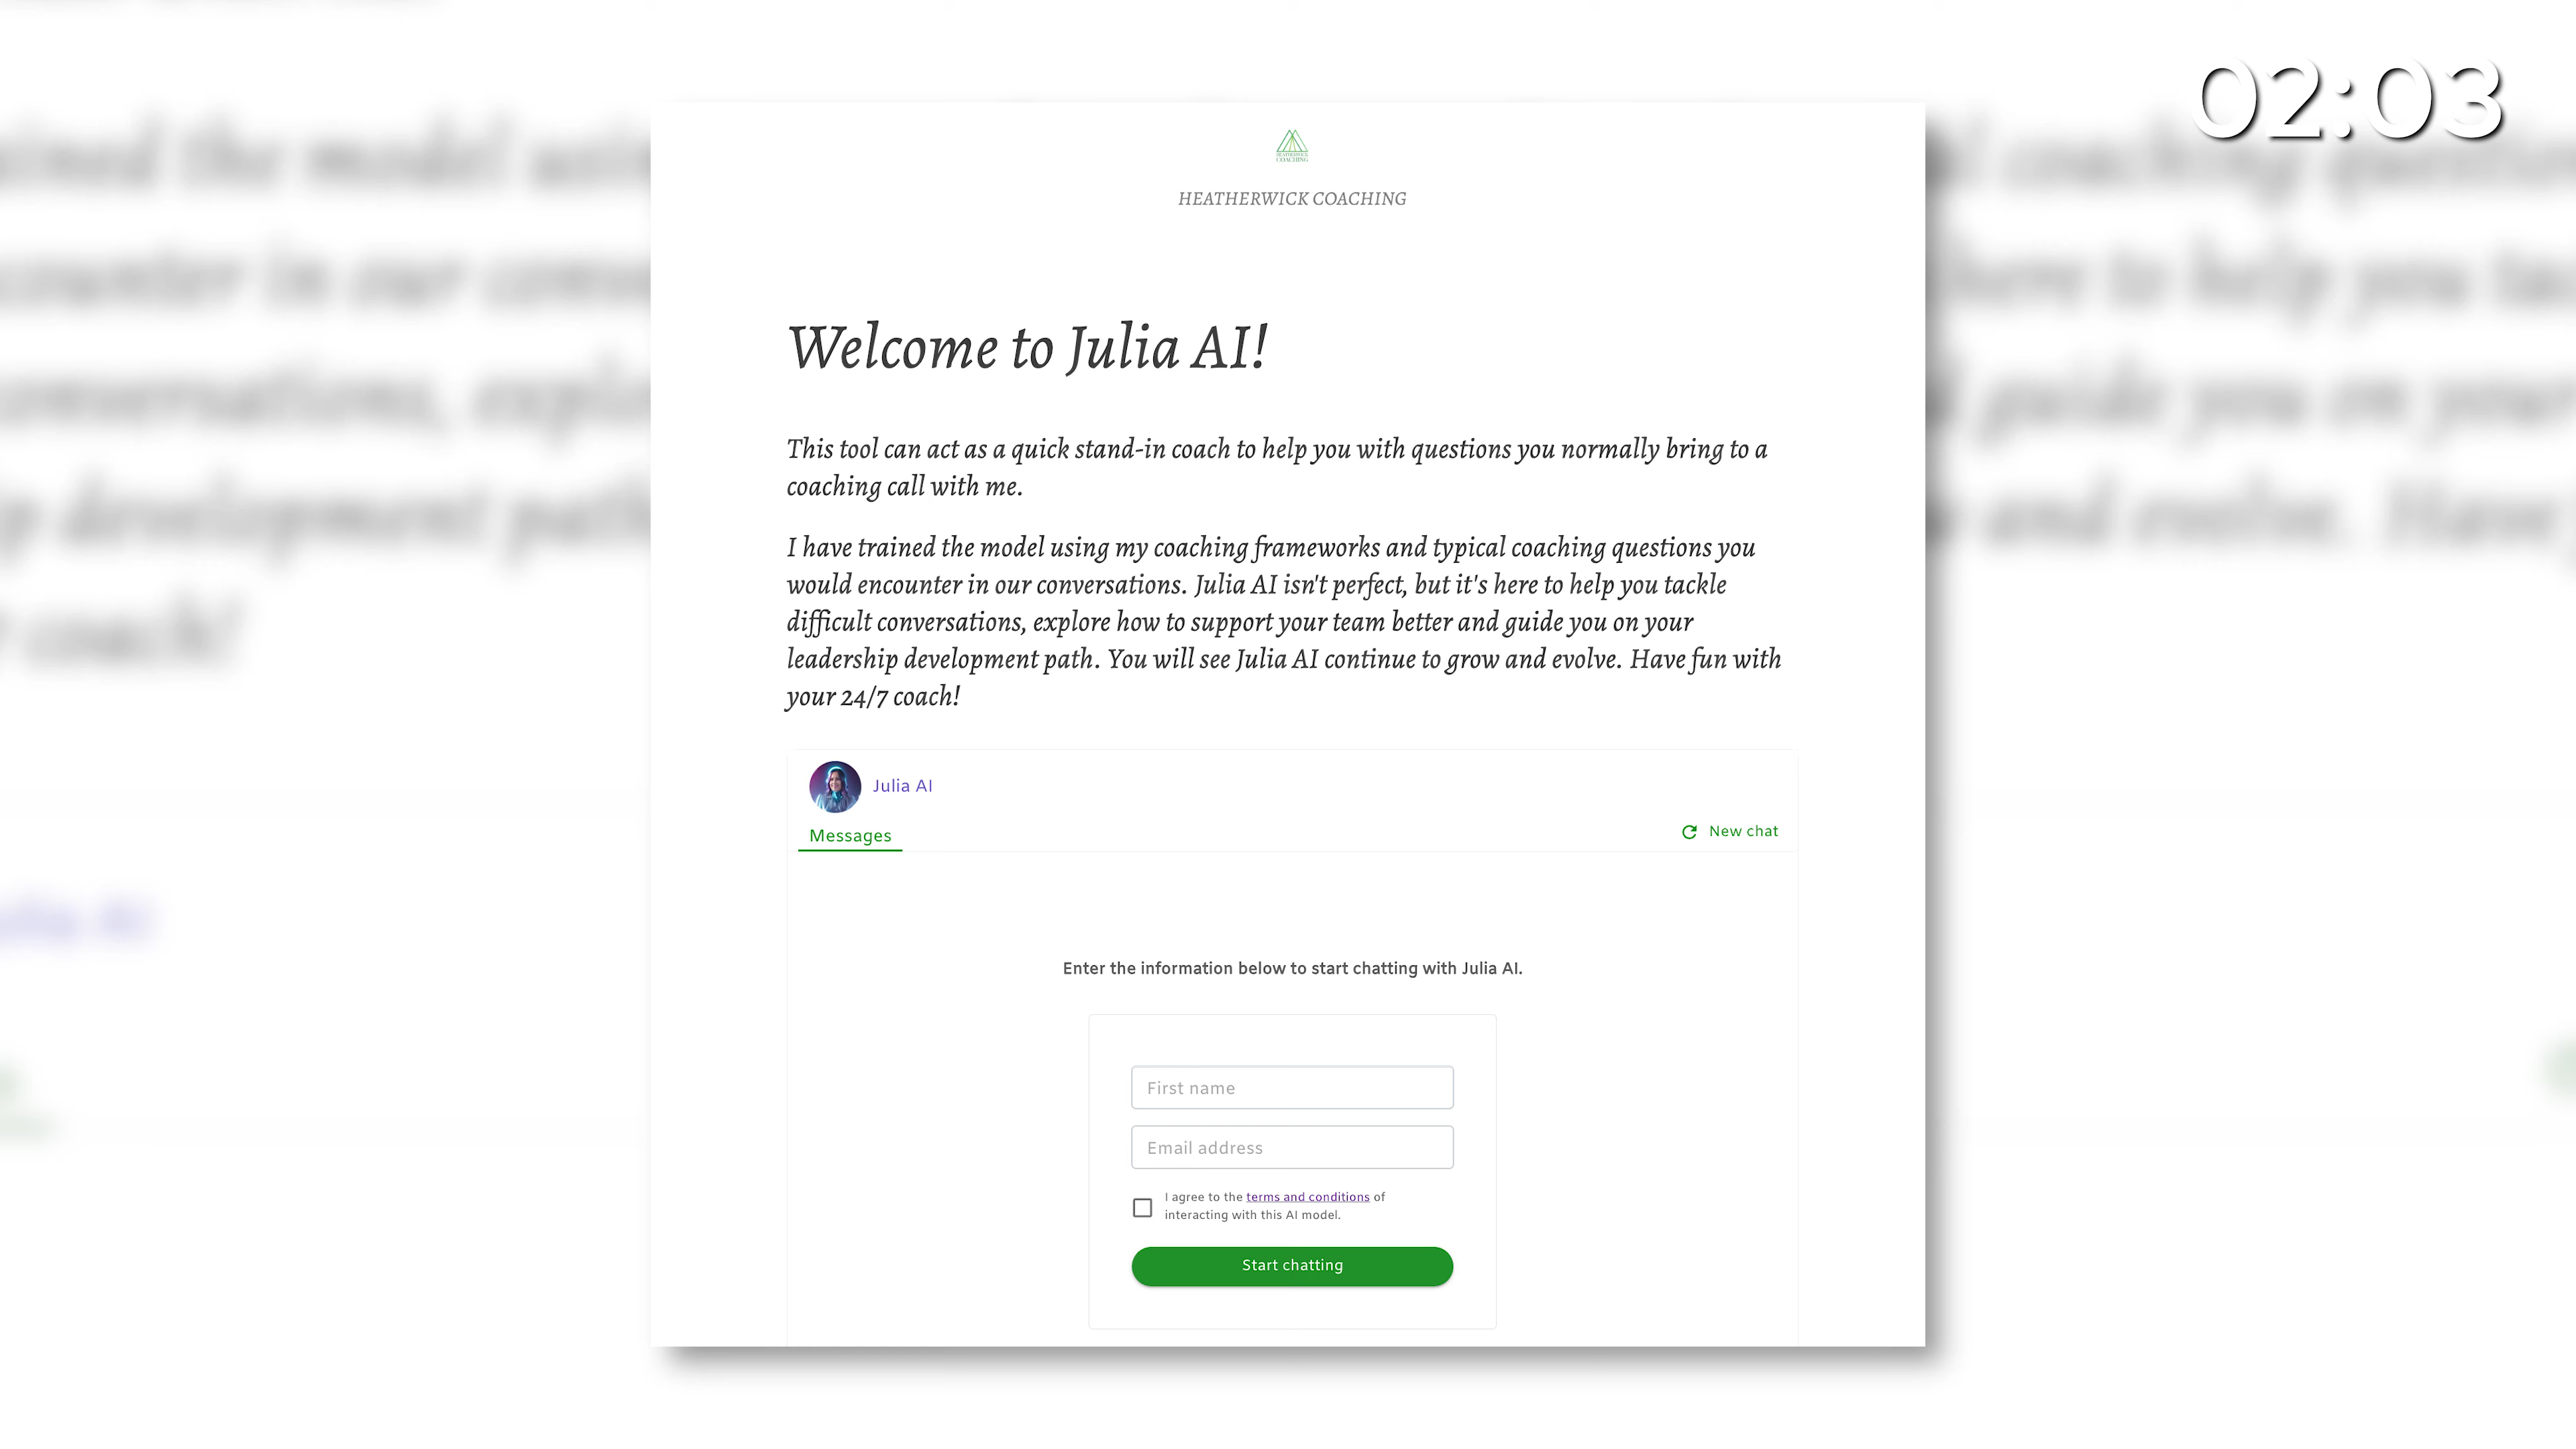 02:03
HEATHERWICK
COACHING
HEATHERWICK COACHING
Welcome to Julia AI!
This tool can act as a quick stand-in coach to help you with questions you normally bring to a
coaching call with me.
I have trained the model using my coaching frameworks and typical coaching questions you
would encounter in our conversations. Julia AI isn't perfect, but it's here to help you tackle
difficult conversations, explore how to support your team better and guide you on your
leadership development path. You will see Julia AI continue to grow and evolve. Have fun with
your 24/7 coach!
Julia AI
Messages
New chat
Enter the information below to start chatting with Julia AI.
First name
Email address
I agree to the terms and conditions of
interacting with this AI model.
Start chatting